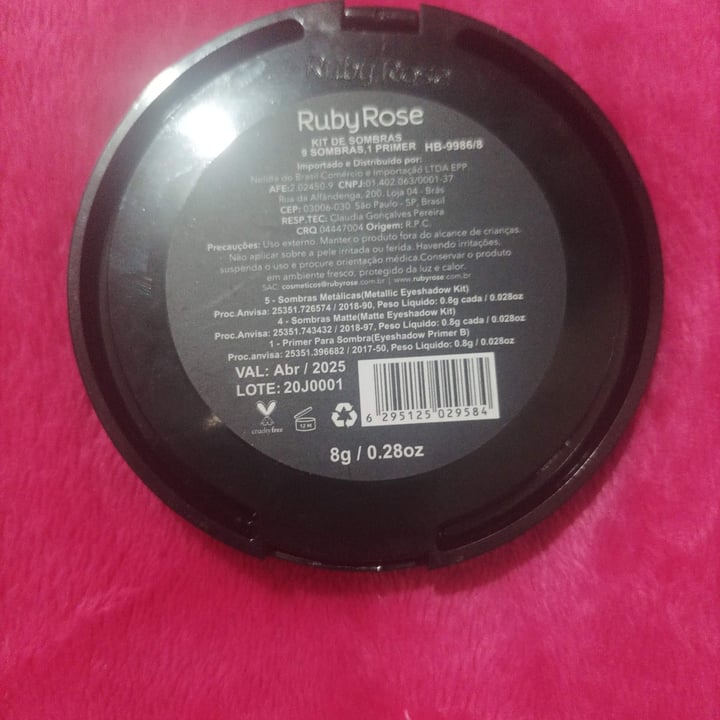 Ruby Rose
RubyRose
KIT DE SOMBRAS
9 SOMBRAS,1 PRIMER HB-9986/8
Importado e Distribuído por:
do Brasil Comércio e Importação LTDA EPP
AFE:2.02450-9 CNPJ:01.402.063/0001-37
Rua da Alfândenga, 200, Loja 04 - Brás
CEP: 03006-030 São Paulo - SP, Brasil
RESP.TEC: Claudia Gonçalves Pereira
CRQ 04447004 Origem: R.P.C.
Precauções: Uso externo. Manter o produto fora do alcance de crianças.
Não aplicar sobre a pele irritada ou ferida. Havendo irritações,
suspenda o uso e procure orientação médica.Conservar o produto
em ambiente fresco, protegido da luz e calor.
SAC: cosmeticos@rubyrose.com.br | www.rubyrose.com.br
5 - Sombras Metálicas(Metallic Eyeshadow Kit)
Proc.Anvisa: 25351.726574 / 2018-90, Peso Liquido: 0.8g cada / 0.028oz
4 - Sombras Matte(Matte Eyeshadow Kit)
Proc.Anvisa: 25351.743432 / 2018-97, Peso Liquido: 0.8g cada / 0.028oz
1 - Primer Para Sombra(Eyeshadow Primer B)
Proc.anvisa: 25351.396682 / 2017-50, Peso Liquido: 0.8g / 0.028oz
VAL: Abr / 2025
LOTE: 20J0001
cruelty free
12 M
6 295125 029584
8g / 0.28oz